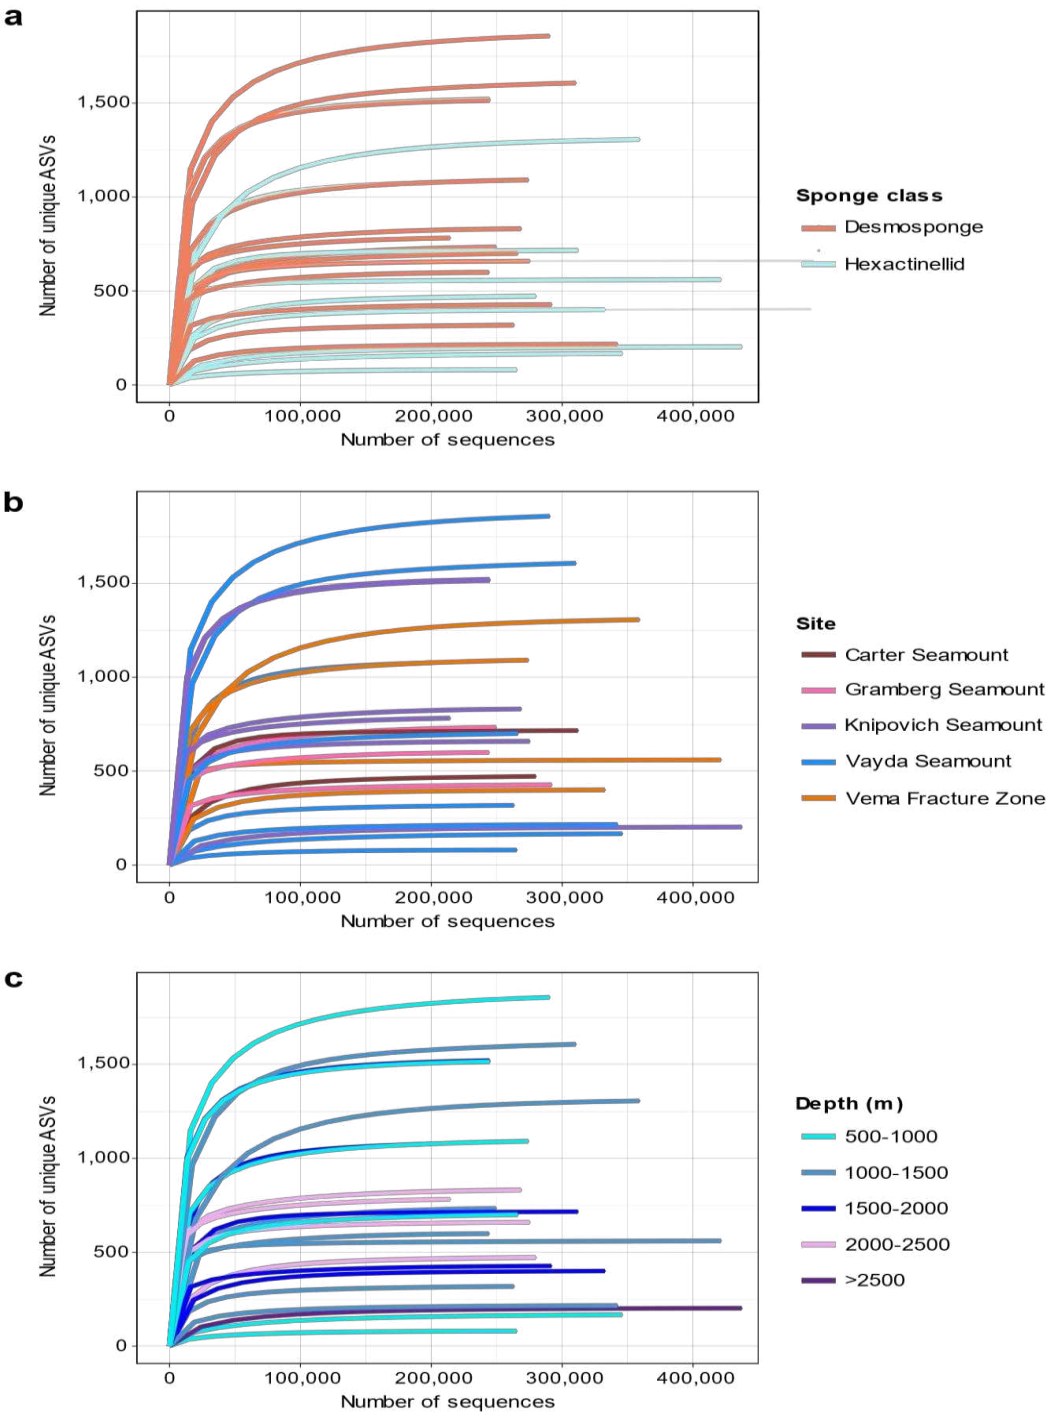 a
Number of unique ASVs
1,500
1,000
500
0
0 100,000 200,000 300,000 400,000
Number of sequences
Sponge class
Desmosponge
Hexactinellid
b
Number of unique ASVs
1,500
1,000
500
0
0 100,000 200,000 300,000 400,000
Number of sequences
Site
Carter Seamount
Gramberg Seamount
Knipovich Seamount
Vayda Seamount
Vema Fracture Zone
c
Number of unique ASVs
1,500
1,000
500
0
0 100,000 200,000 300,000 400,000
Number of sequences
Depth (m)
500-1000
1000-1500
1500-2000
2000-2500
>2500